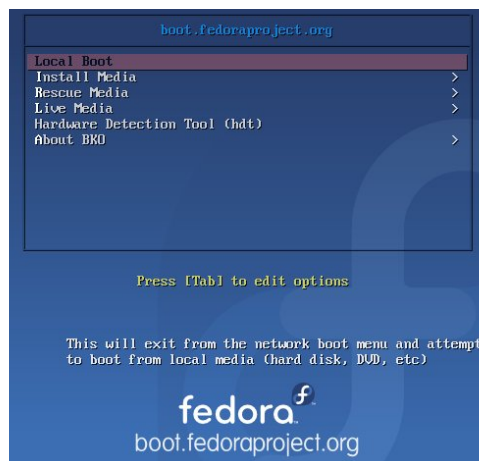 boot.fedoraproject.org
Local Boot
Install Media >
Rescue Media >
Live Media >
Hardware Detection Tool (hdt)
About BKO >
Press [Tab] to edit options
This will exit from the network boot menu and attempt
to boot from local media (hard disk, DVD, etc)
fedora
boot.fedoraproject.org